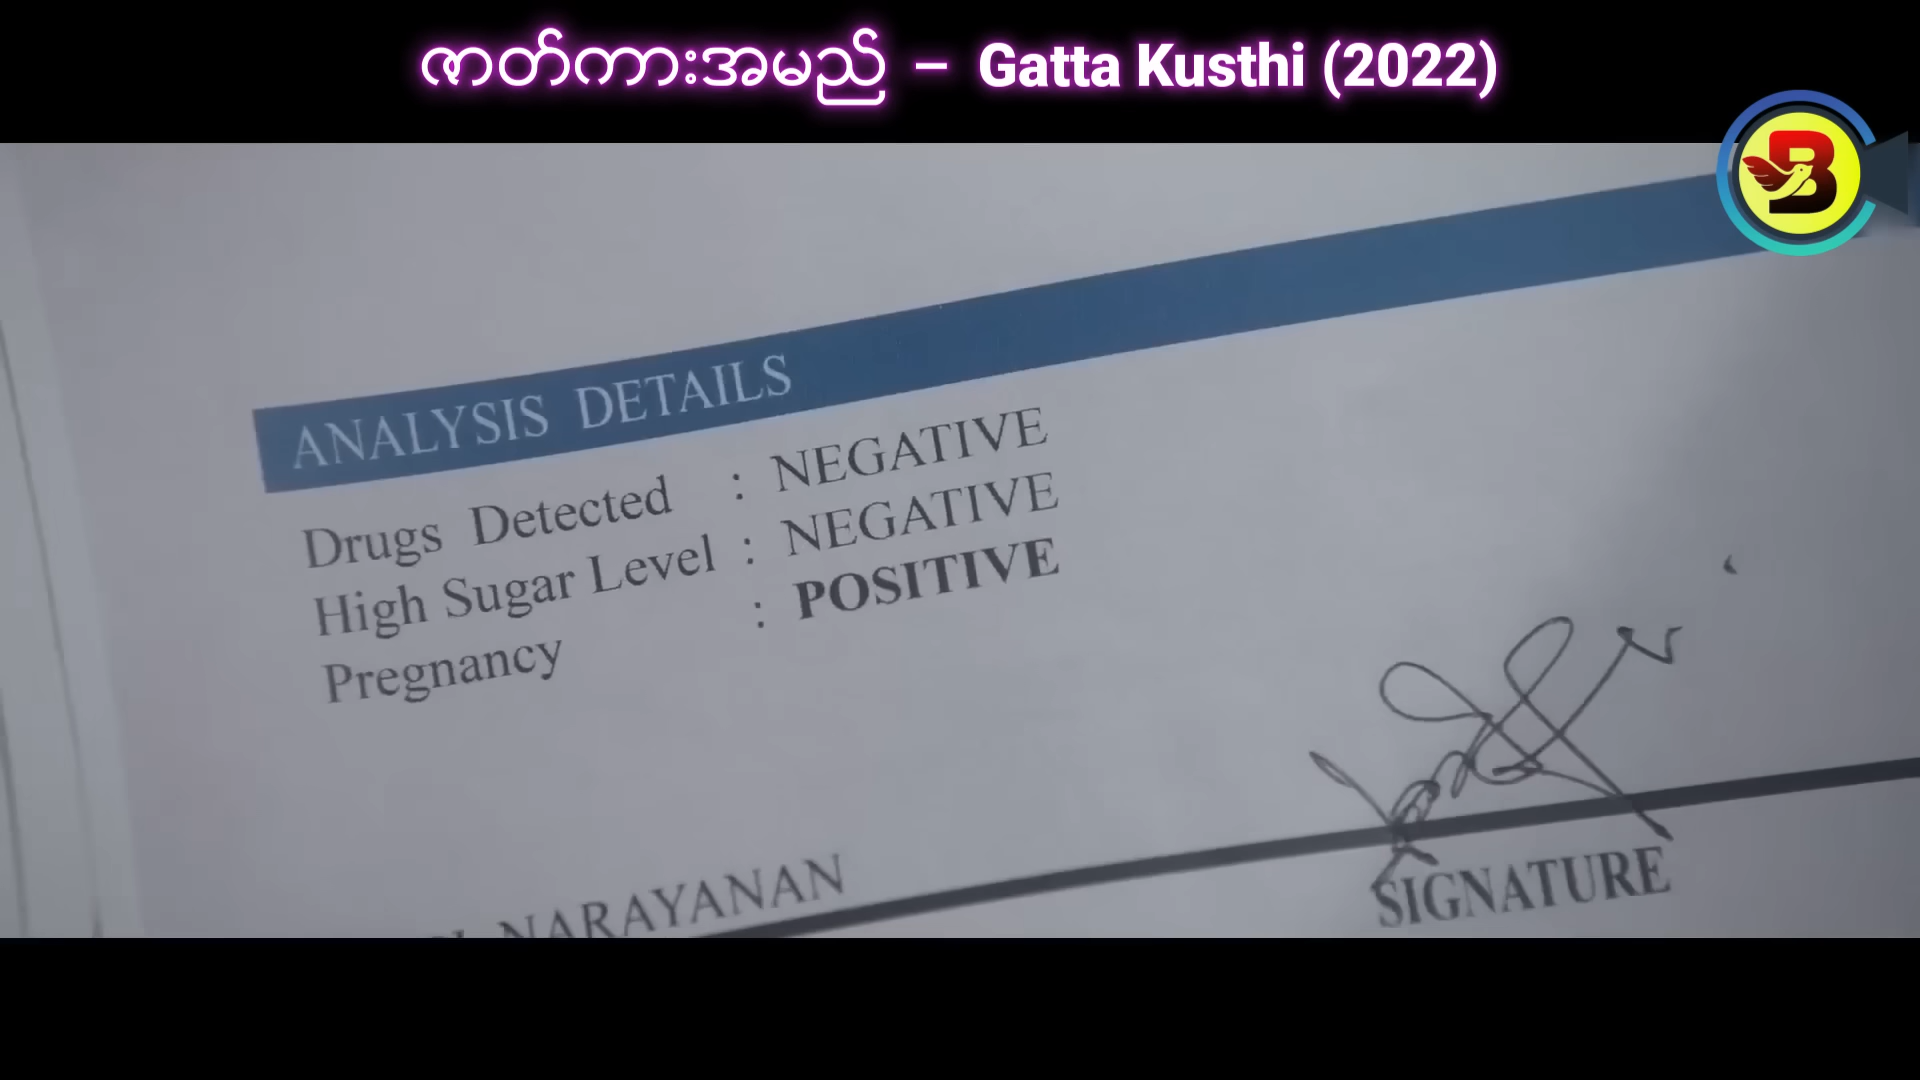 ဇာတ်ကားအမည် – Gatta Kusthi (2022)
B
ANALYSIS DETAILS
Drugs Detected : NEGATIVE
High Sugar Level : NEGATIVE
Pregnancy : POSITIVE
NARAYANAN
SIGNATURE